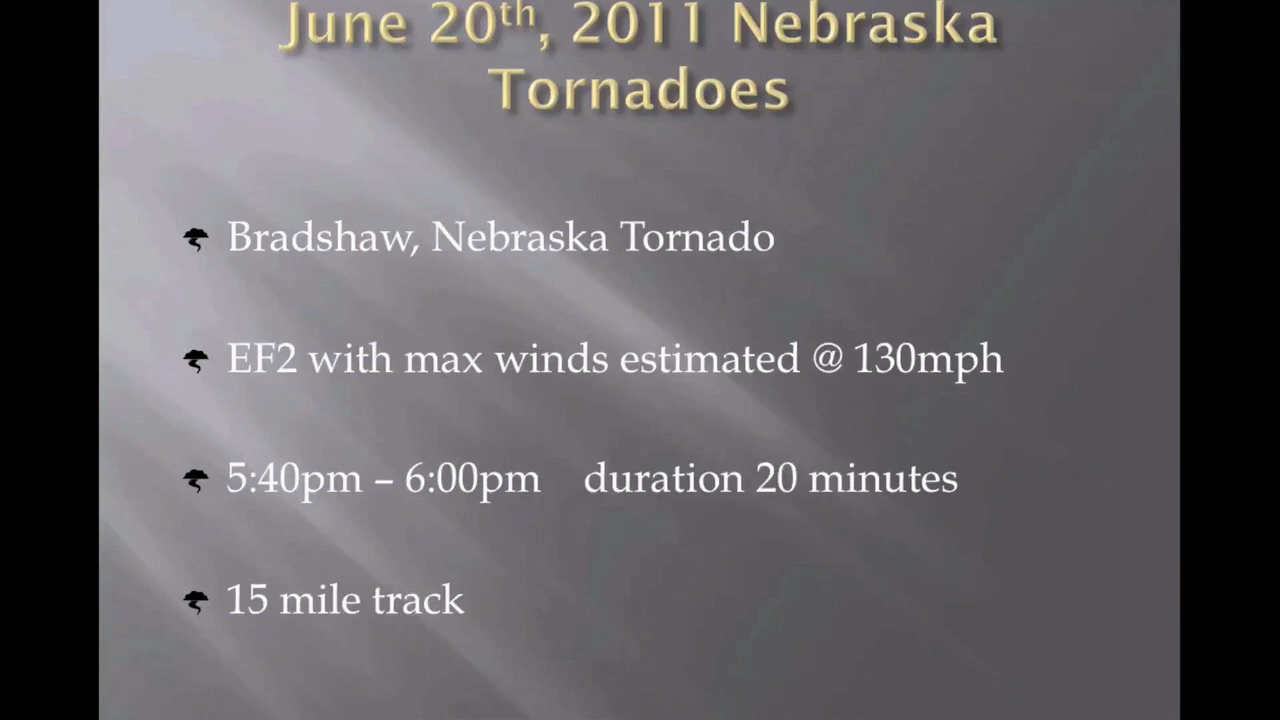 June 20th, 2011 Nebraska
Tornadoes
Bradshaw, Nebraska Tornado
EF2 with max winds estimated @ 130mph
5:40pm – 6:00pm duration 20 minutes
15 mile track